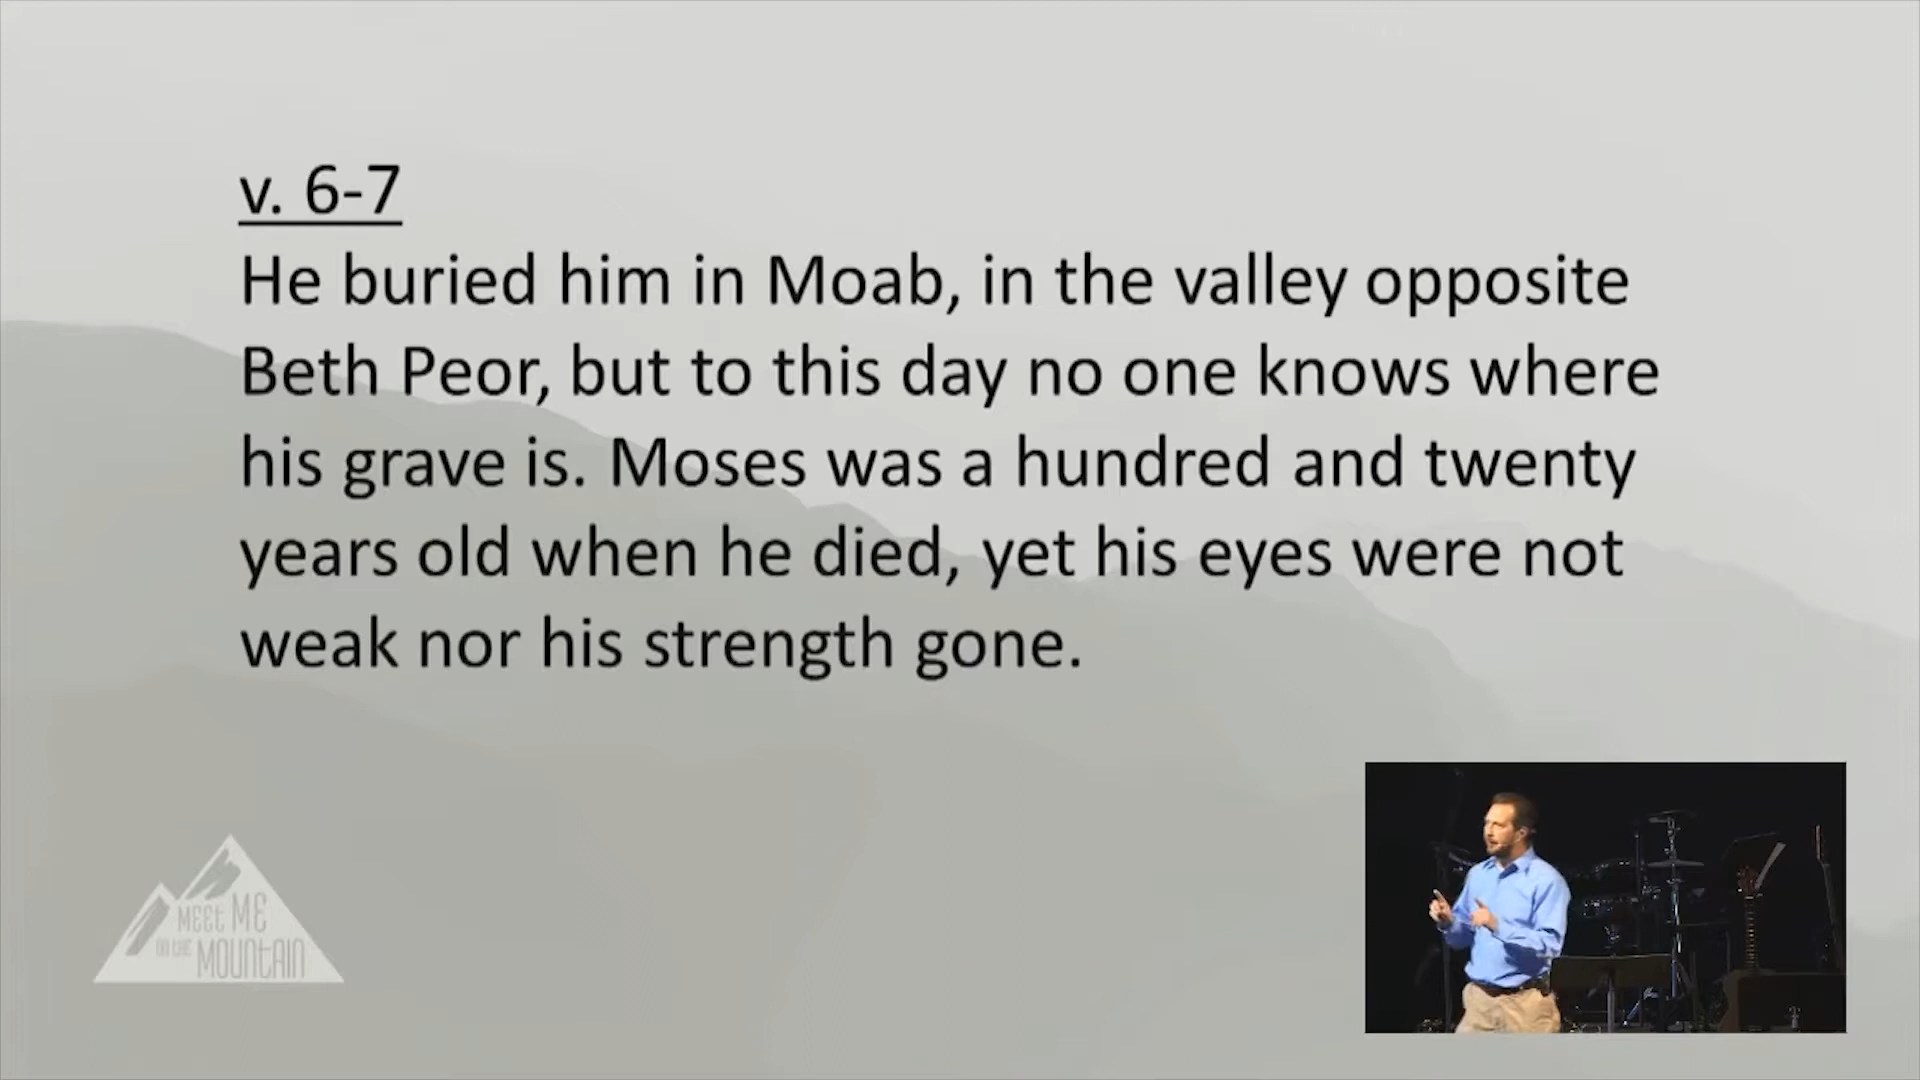 v. 6-7
He buried him in Moab, in the valley opposite
Beth Peor, but to this day no one knows where
his grave is. Moses was a hundred and twenty
years old when he died, yet his eyes were not
weak nor his strength gone.
MEET ME
ON THE
MOUNTAIN